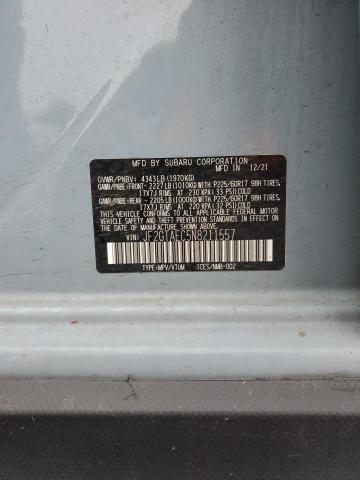 MFD BY SUBARU CORPORATION
MFD IN 12/21
GVWR/PNBV: 4343LB (1970KG)
GAWR/PNBE: FRONT- 2227LB (1010KG)WITH P225/60R17 98H TIRES,
17X7J RIMS AT 230 KPA(33 PSI)COLD
GAWR/PNBE: REAR - 2205LB (1000KG)WITH P225/60R17 98H TIRES,
17X7J RIMS AT 220 KPA(32 PSI)COLD
THIS VEHICLE CONFORMS TO ALL APPLICABLE FEDERAL MOTOR
VEHICLE SAFETY AND THEFT PREVENTION STANDARDS IN EFFECT
ON THE DATE OF MANUFACTURE SHOWN ABOVE.
VIN: JF2GTAEC5N8211557
TYPE: MPV/VTUM ICES/NMB-002